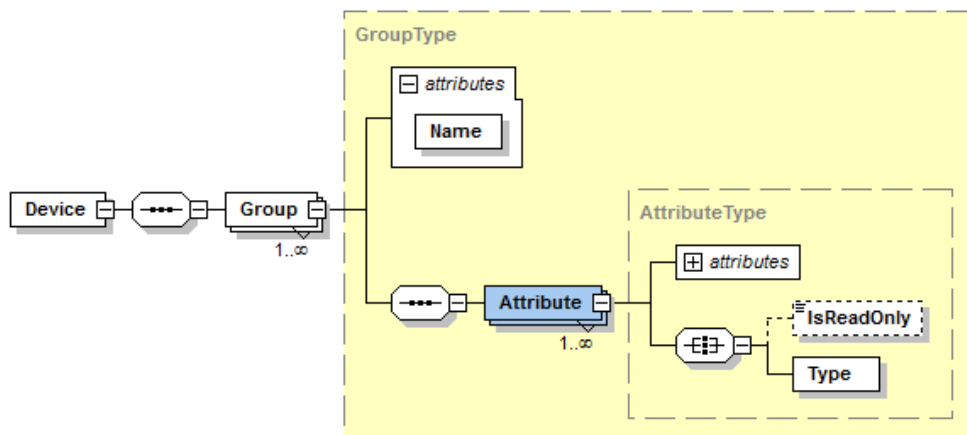 GroupType
attributes
Name
Device
Group
1..∞
AttributeType
attributes
Attribute
1..∞
IsReadOnly
Type